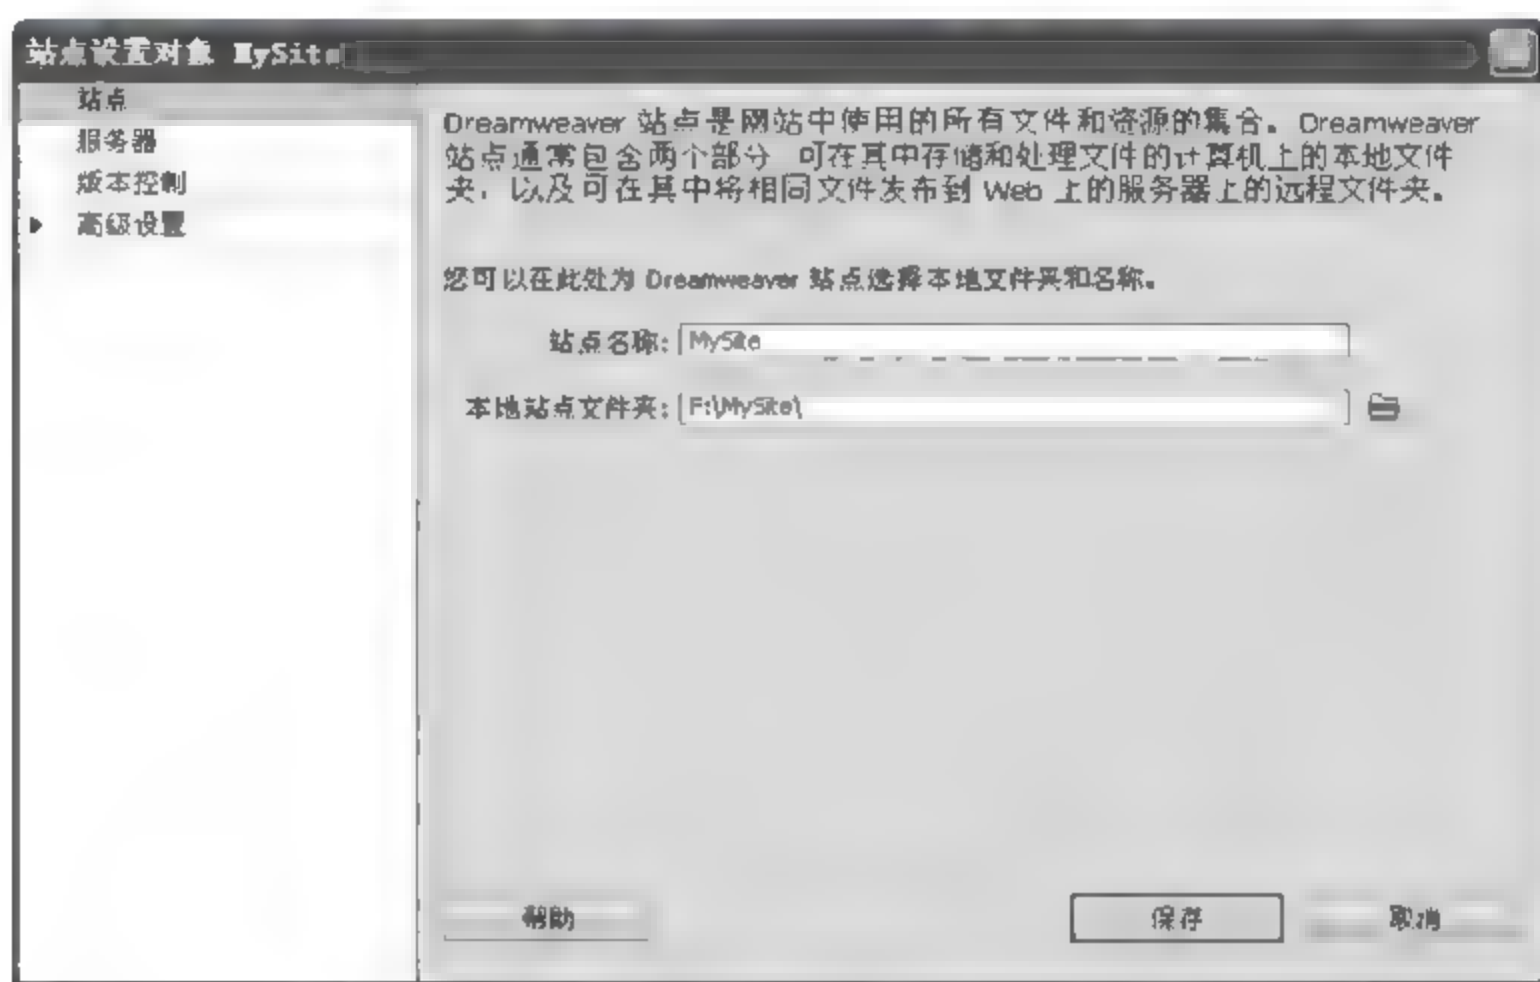 站点设置对象 MySite
站点
服务器
版本控制
高级设置
Dreamweaver 站点是网站中使用的所有文件和资源的集合。Dreamweaver
站点通常包含两个部分 可在其中存储和处理文件的计算机上的本地文件
夹，以及可在其中将相同文件发布到 Web 上的服务器上的远程文件夹。
您可以在此处为 Dreamweaver 站点选择本地文件夹和名称。
站点名称: MySite
本地站点文件夹: F:\MySite\
帮助 保存 取消